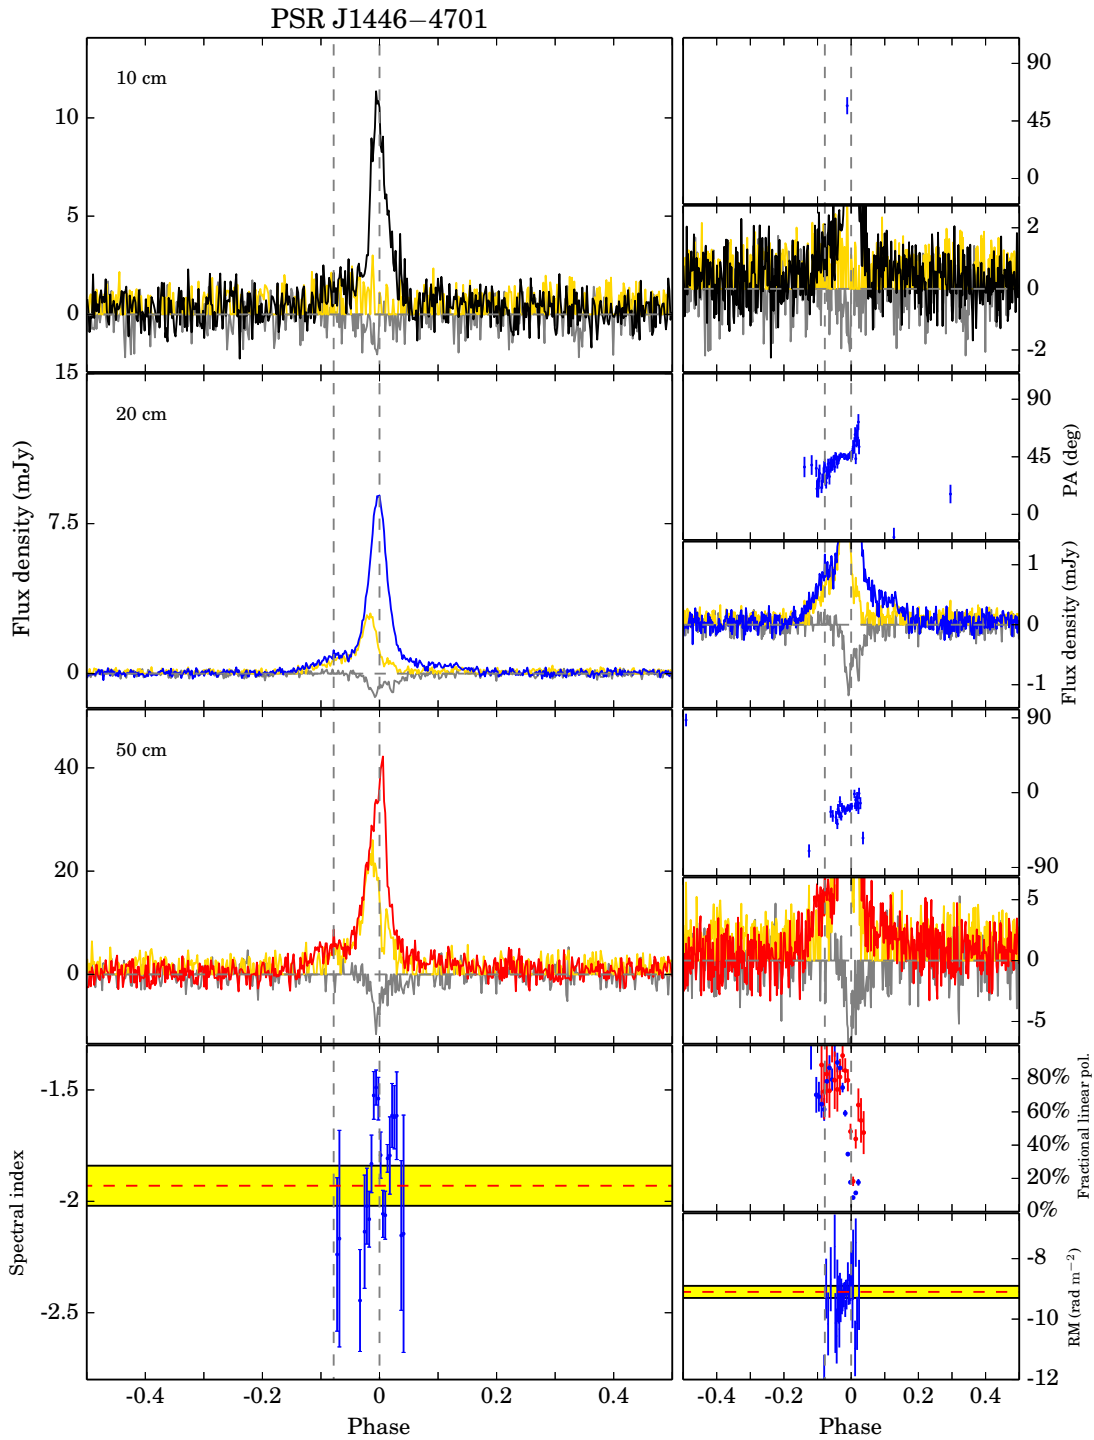 PSR J1446−4701
10 cm
10
5
0
90
45
0
2
0
-2
20 cm
15
7.5
0
Flux density (mJy)
90
45
0
PA (deg)
1
0
-1
Flux density (mJy)
50 cm
40
20
0
90
0
-90
5
0
-5
-1.5
-2
-2.5
Spectral index
80%
60%
40%
20%
0%
Fractional linear pol.
-8
-10
-12
RM (rad m−2)
-0.4 -0.2 0 0.2 0.4
Phase
-0.4 -0.2 0 0.2 0.4
Phase